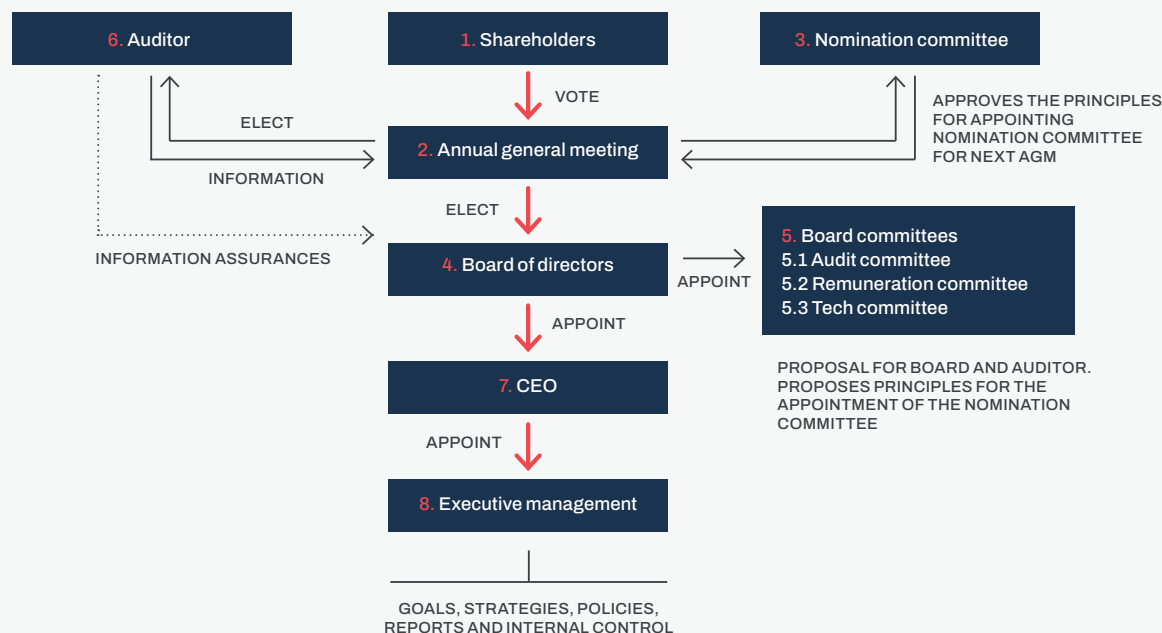 6. Auditor
1. Shareholders
3. Nomination committee
VOTE
APPROVES THE PRINCIPLES
FOR APPOINTING
NOMINATION COMMITTEE
FOR NEXT AGM
ELECT
2. Annual general meeting
INFORMATION
ELECT
INFORMATION ASSURANCES
4. Board of directors
APPOINT
5. Board committees
5.1 Audit committee
5.2 Remuneration committee
5.3 Tech committee
APPOINT
PROPOSAL FOR BOARD AND AUDITOR.
PROPOSES PRINCIPLES FOR THE
APPOINTMENT OF THE NOMINATION
COMMITTEE
7. CEO
APPOINT
8. Executive management
GOALS, STRATEGIES, POLICIES,
REPORTS AND INTERNAL CONTROL